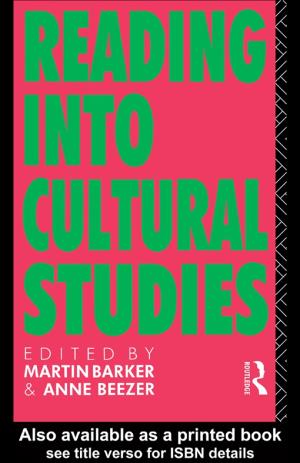 READING
INTO
CULTURAL
STUDIES
EDITED BY
MARTIN BARKER
& ANNE BEEZER
ROUTLEDGE
Also available as a printed book
see title verso for ISBN details